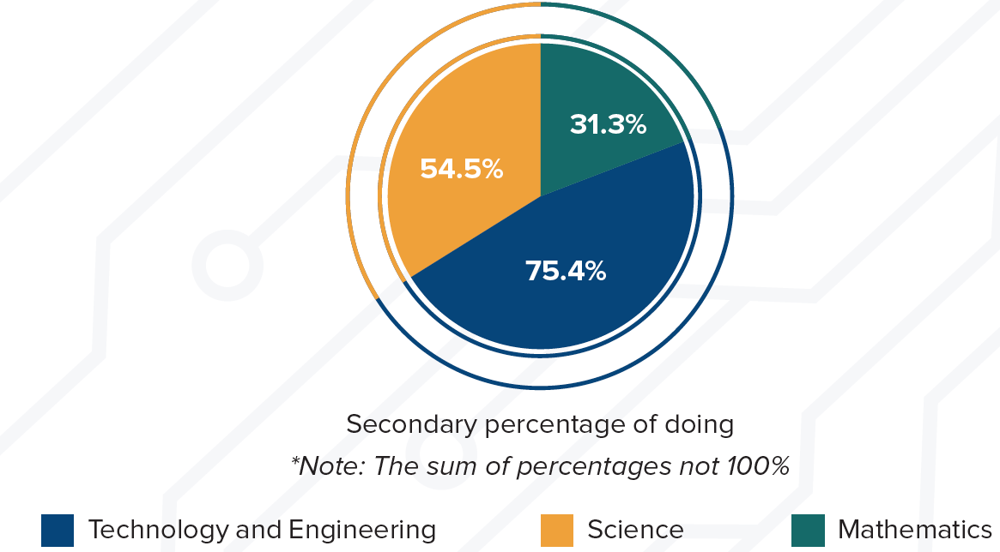 31.3%
54.5%
75.4%
Secondary percentage of doing
*Note: The sum of percentages not 100%
Technology and Engineering
Science
Mathematics